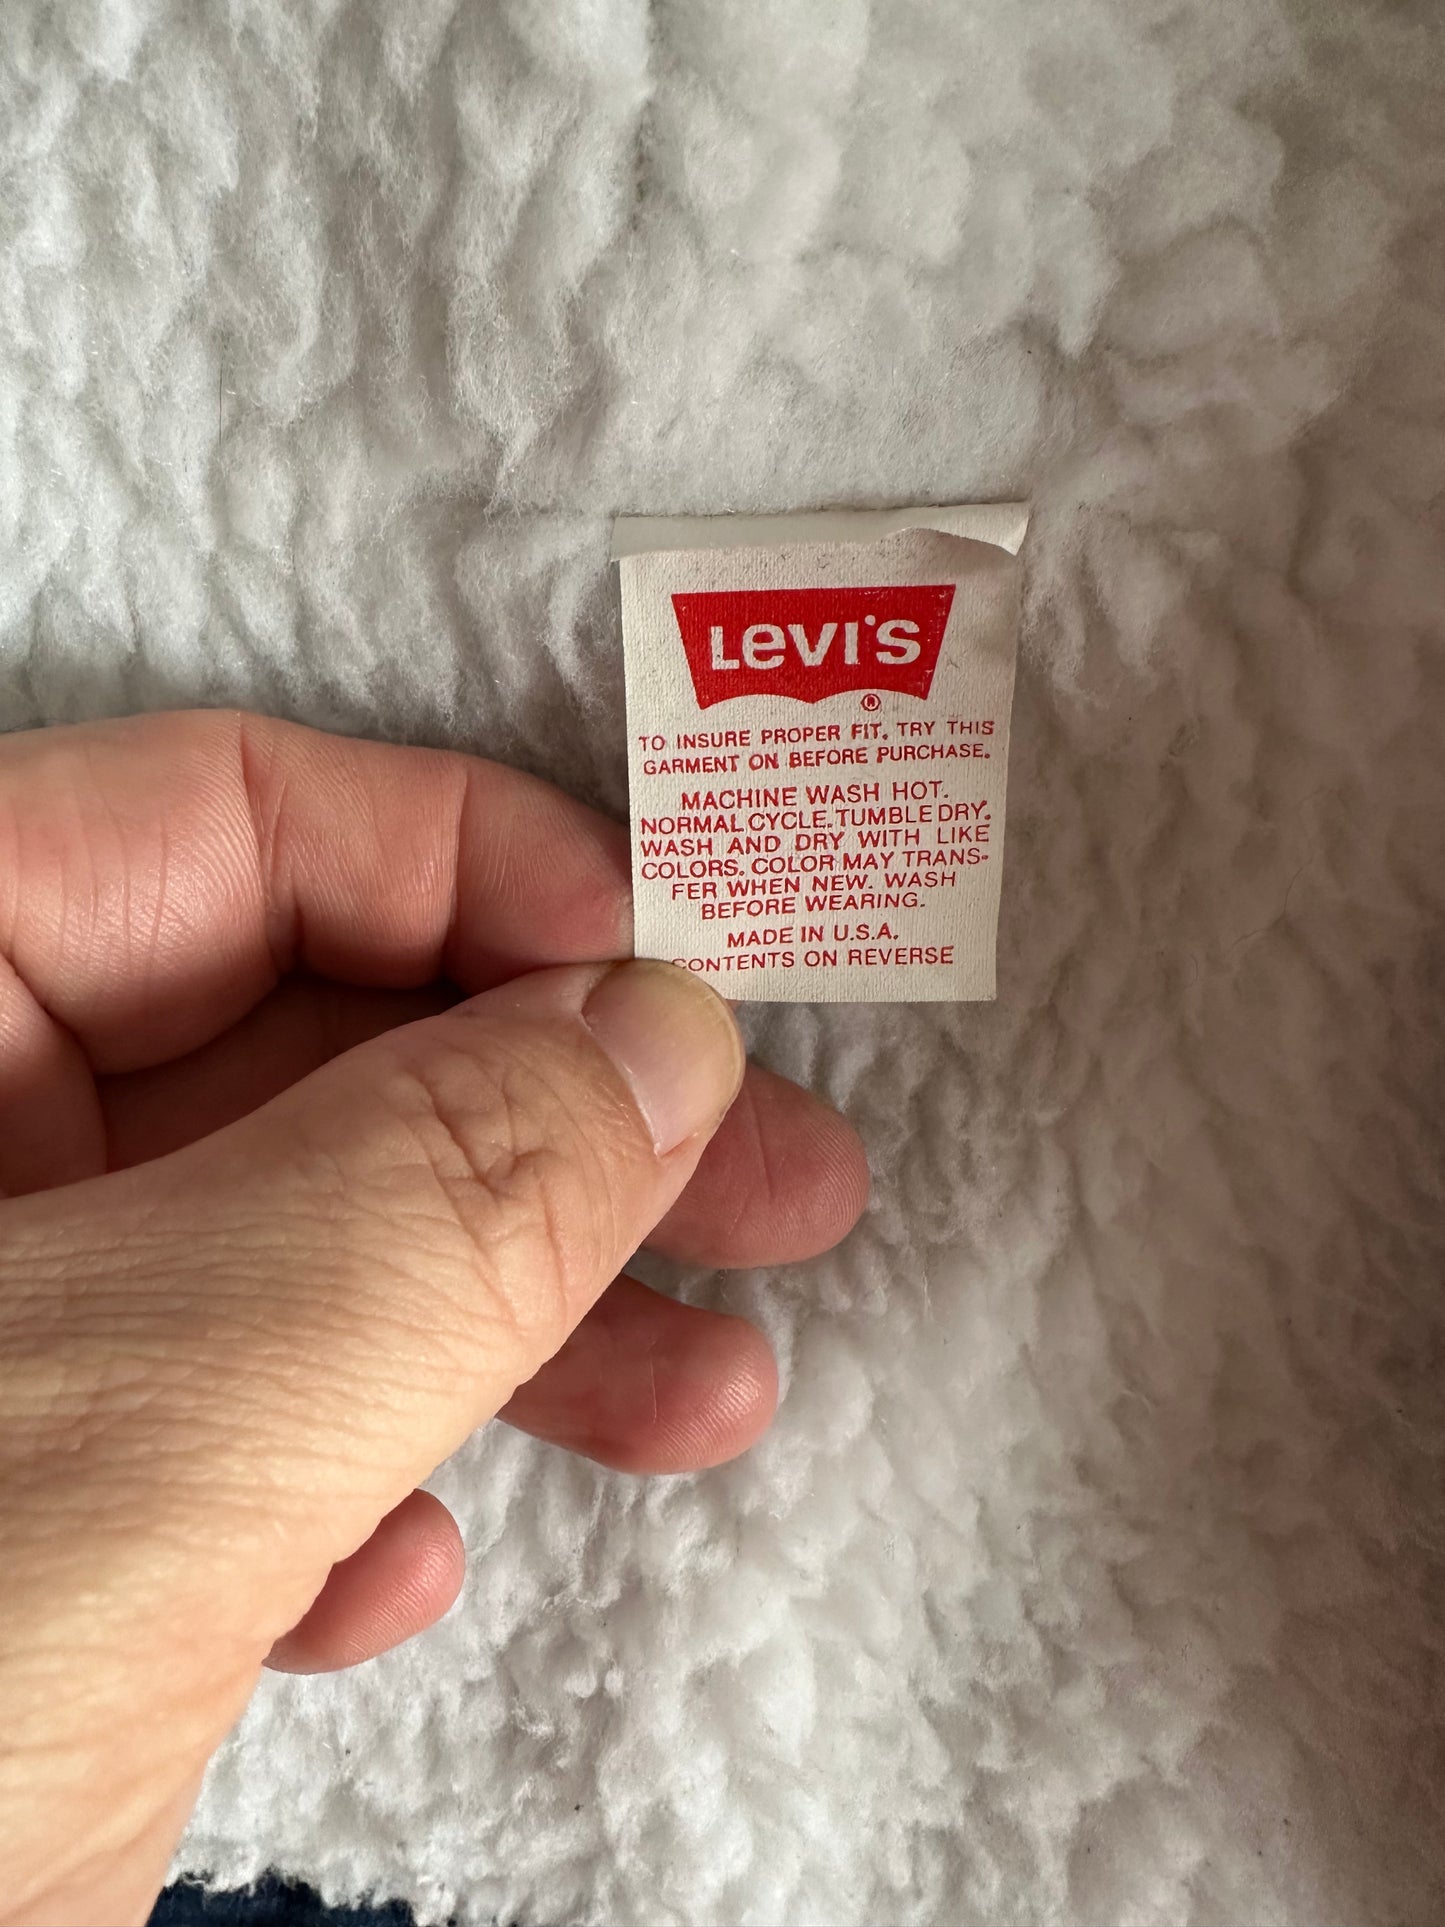 LEVI'S
®
TO INSURE PROPER FIT, TRY THIS
GARMENT ON BEFORE PURCHASE.
MACHINE WASH HOT.
NORMAL CYCLE. TUMBLE DRY.
WASH AND DRY WITH LIKE
COLORS. COLOR MAY TRANS-
FER WHEN NEW. WASH
BEFORE WEARING.
MADE IN U.S.A.
CONTENTS ON REVERSE